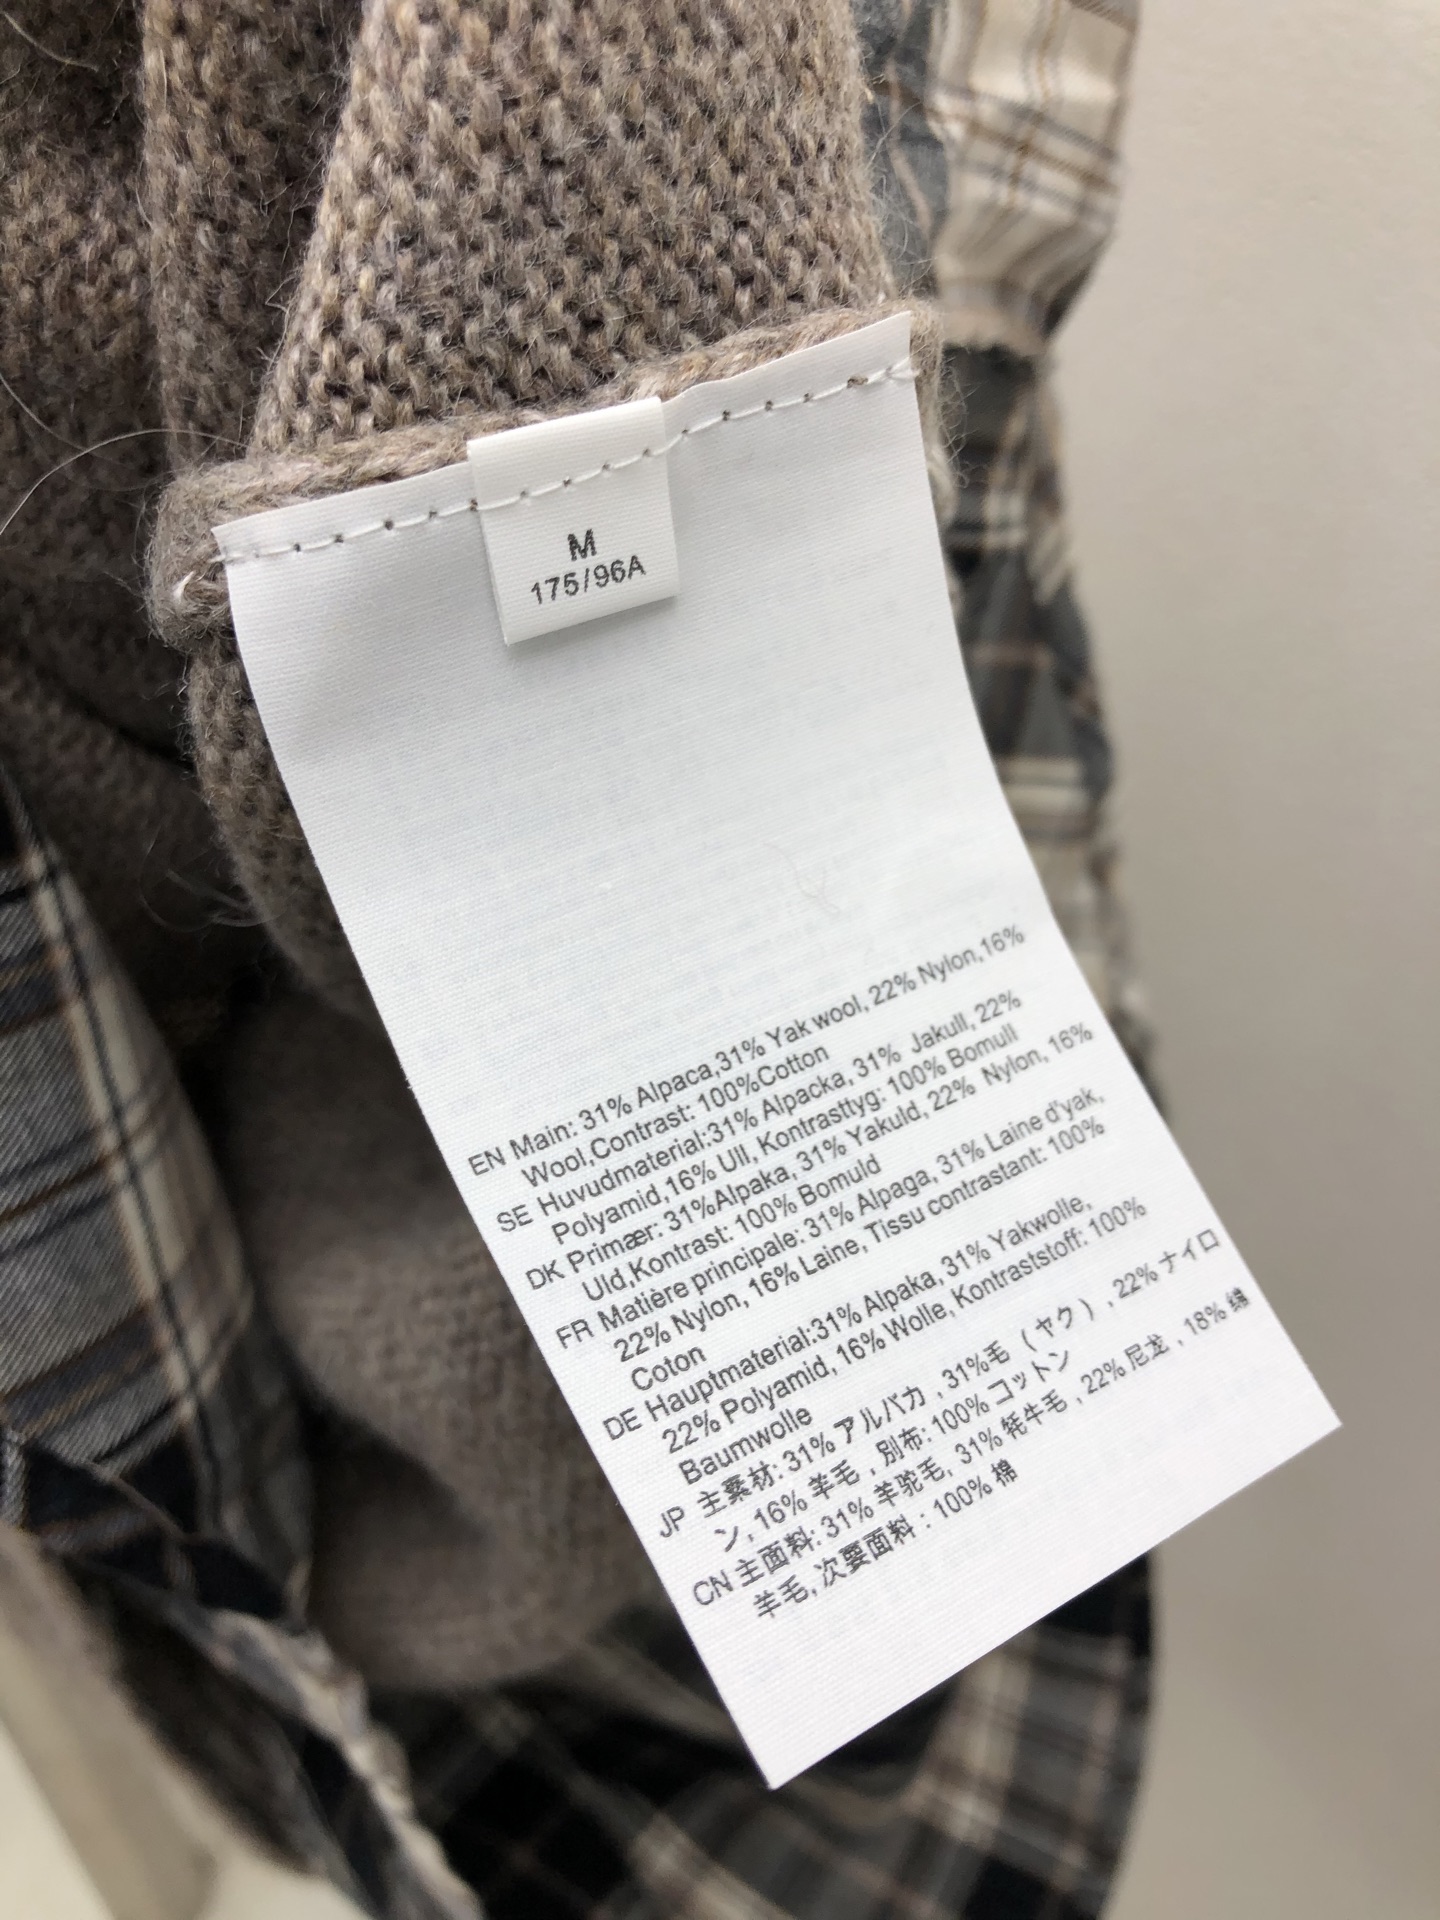 M
175/96A
EN Main: 31% Alpaca,31% Yak wool, 22% Nylon,16%
Wool,Contrast: 100%Cotton
SE Huvudmaterial:31% Alpacka, 31% Jakull, 22%
Polyamid,16% Ull, Kontrasttyg: 100% Bomull
DK Primær: 31%Alpaka, 31% Yakuld, 22% Nylon, 16%
Uld,Kontrast: 100% Bomuld
FR Matière principale: 31% Alpaga, 31% Laine d'yak,
22% Nylon, 16% Laine, Tissu contrastant: 100%
Coton
DE Hauptmaterial:31% Alpaka, 31% Yakwolle,
22% Polyamid, 16% Wolle, Kontraststoff: 100%
Baumwolle
JP 主素材: 31% アルパカ , 31%毛 ( ヤク ) , 22% ナイロ
ン , 16% 羊毛 , 別布: 100% コットン
CN 主面料: 31% 羊驼毛, 31% 牦牛毛 , 22% 尼龙 , 18% 绵
羊毛, 次要面料 : 100% 棉